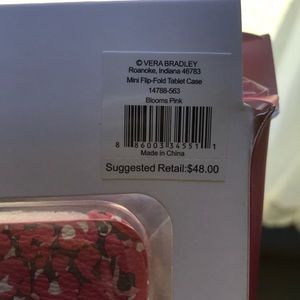 © VERA BRADLEY
Roanoke, Indiana 46783
Mini Flip-Fold Tablet Case
14788-563
Blooms Pink
8 86003 34551 1
Made in China
Suggested Retail:$48.00